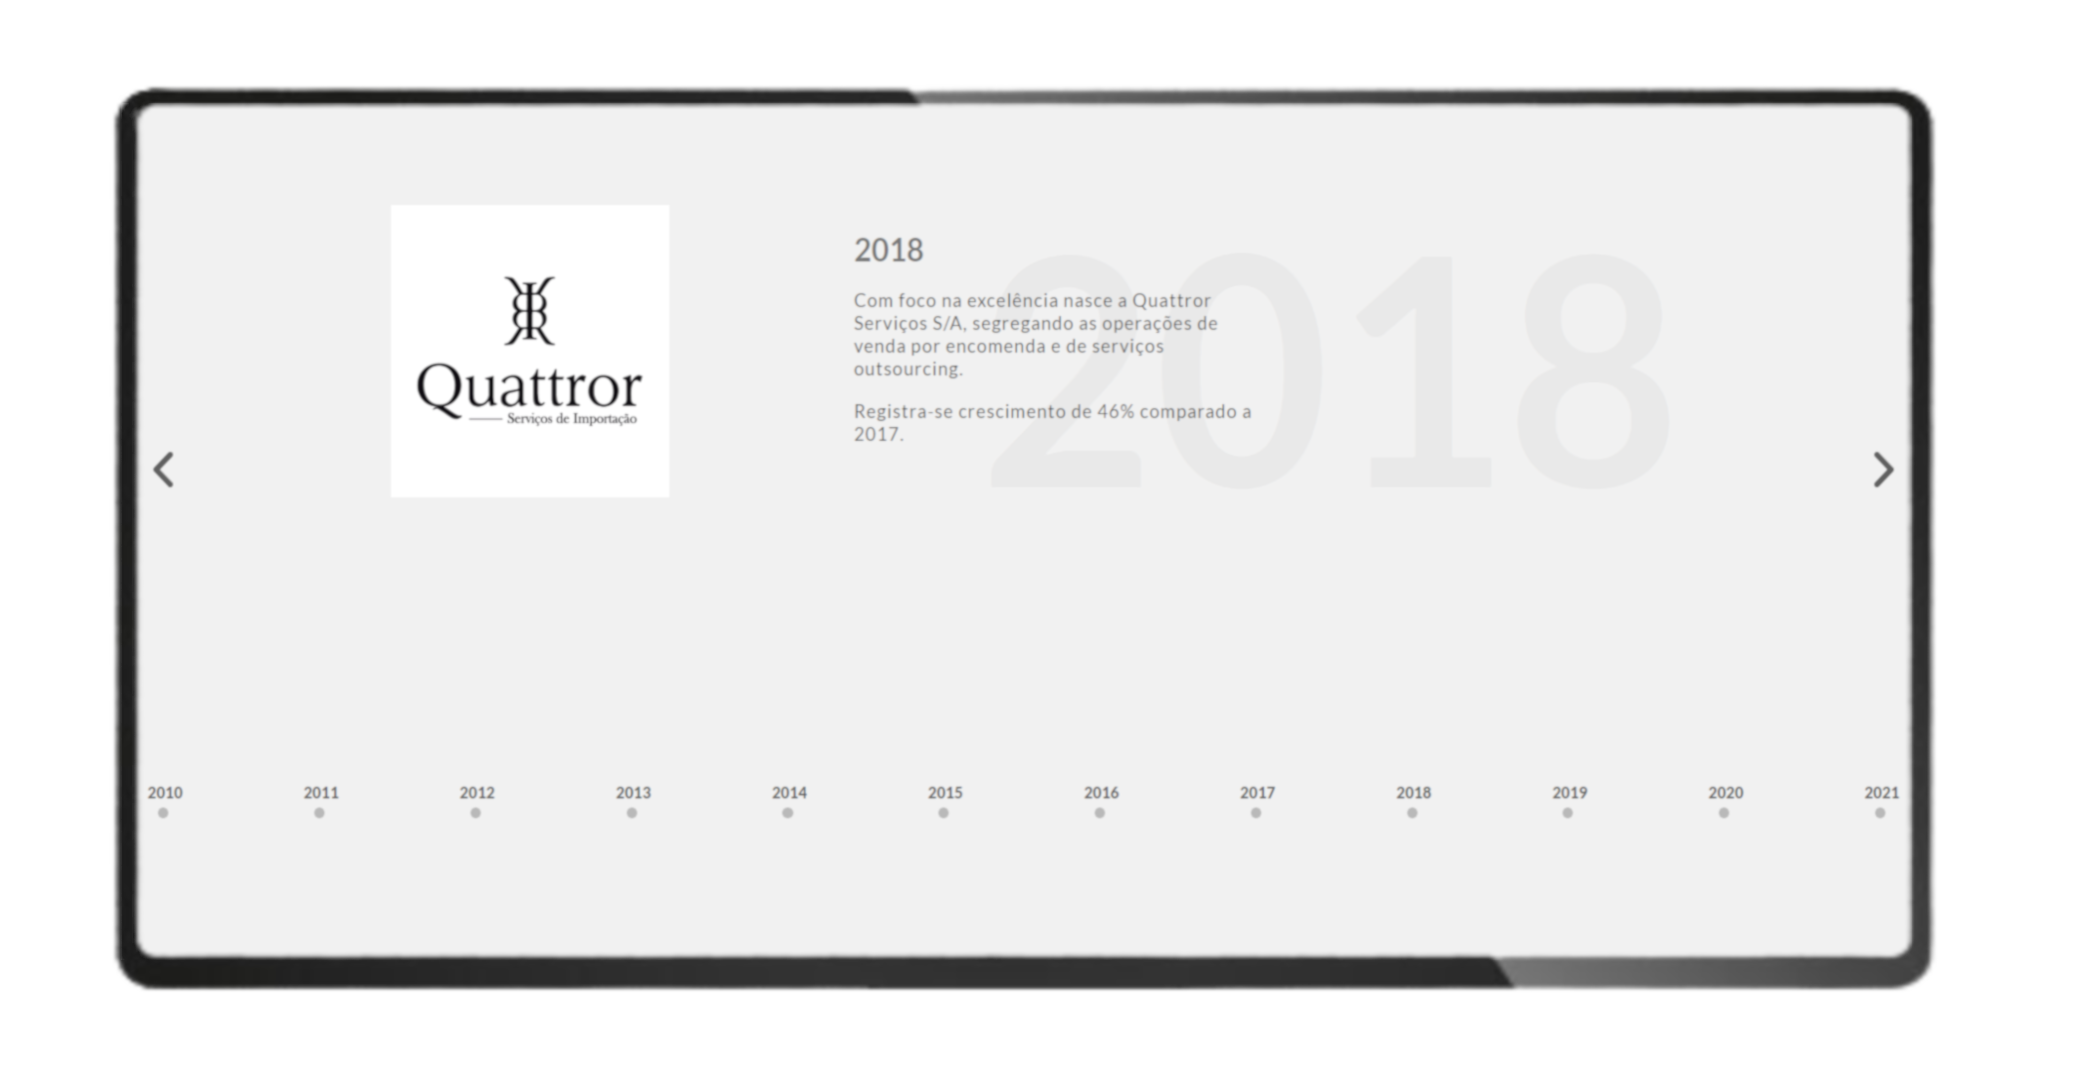 Quattror
Serviços de Importação
2018
2018
Com foco na excelência nasce a Quattror
Serviços S/A, segregando as operações de
venda por encomenda e de serviços
outsourcing.
Registra-se crescimento de 46% comparado a
2017.
2010 2011 2012 2013 2014 2015 2016 2017 2018 2019 2020 2021